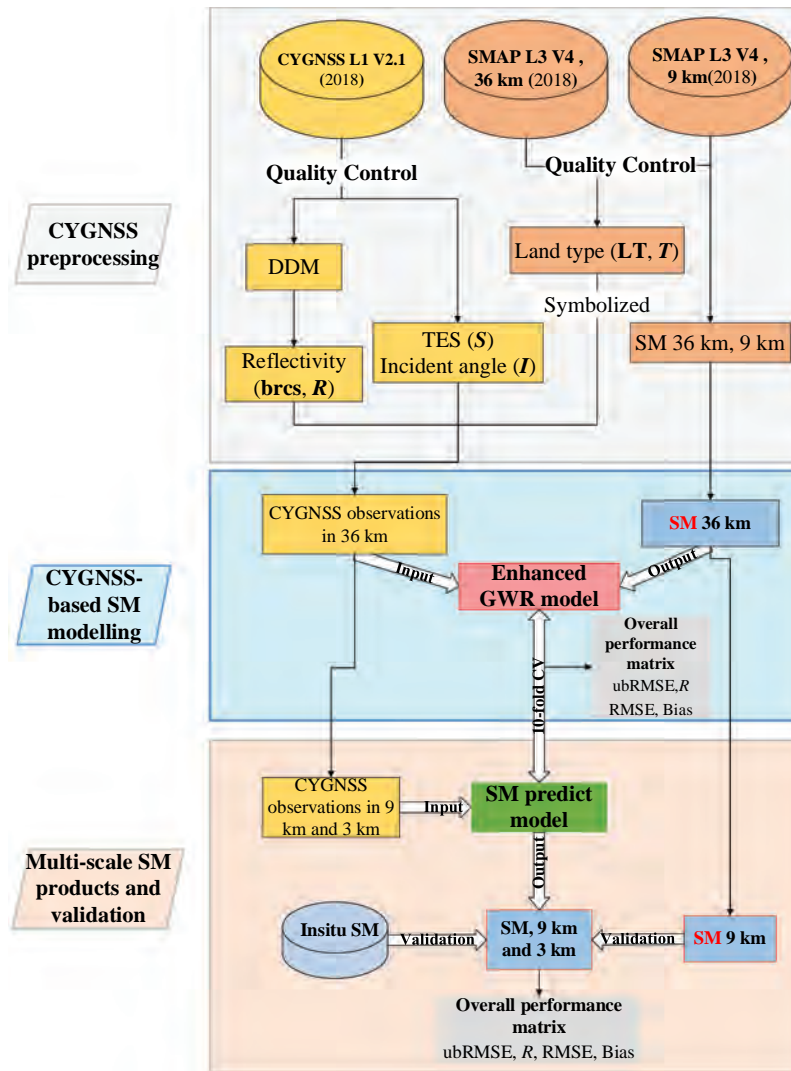 CYGNSS L1 V2.1
(2018)
SMAP L3 V4 ,
36 km (2018)
SMAP L3 V4 ,
9 km(2018)
Quality Control
Quality Control
CYGNSS
preprocessing
DDM
Land type (LT, T)
Symbolized
Reflectivity
(brcs, R)
TES (S)
Incident angle (I)
SM 36 km, 9 km
CYGNSS observations
in 36 km
SM 36 km
Input
Output
Enhanced
GWR model
CYGNSS-
based SM
modelling
10-fold CV
Overall
performance
matrix
ubRMSE,R
RMSE, Bias
CYGNSS
observations in 9
km and 3 km
Input
SM predict
model
Output
Multi-scale SM
products and
validation
Insitu SM
Validation
SM, 9 km
and 3 km
Validation
SM 9 km
Overall performance
matrix
ubRMSE, R, RMSE, Bias